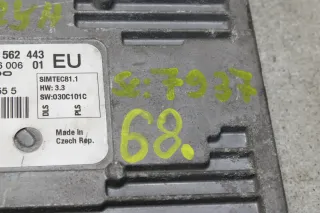 562 443
6 006 01 EU
SIMTEC81.1
HW: 3.3
55 5
SW:030C101C
DLS PLS
Made in
Czech Rep.
68.